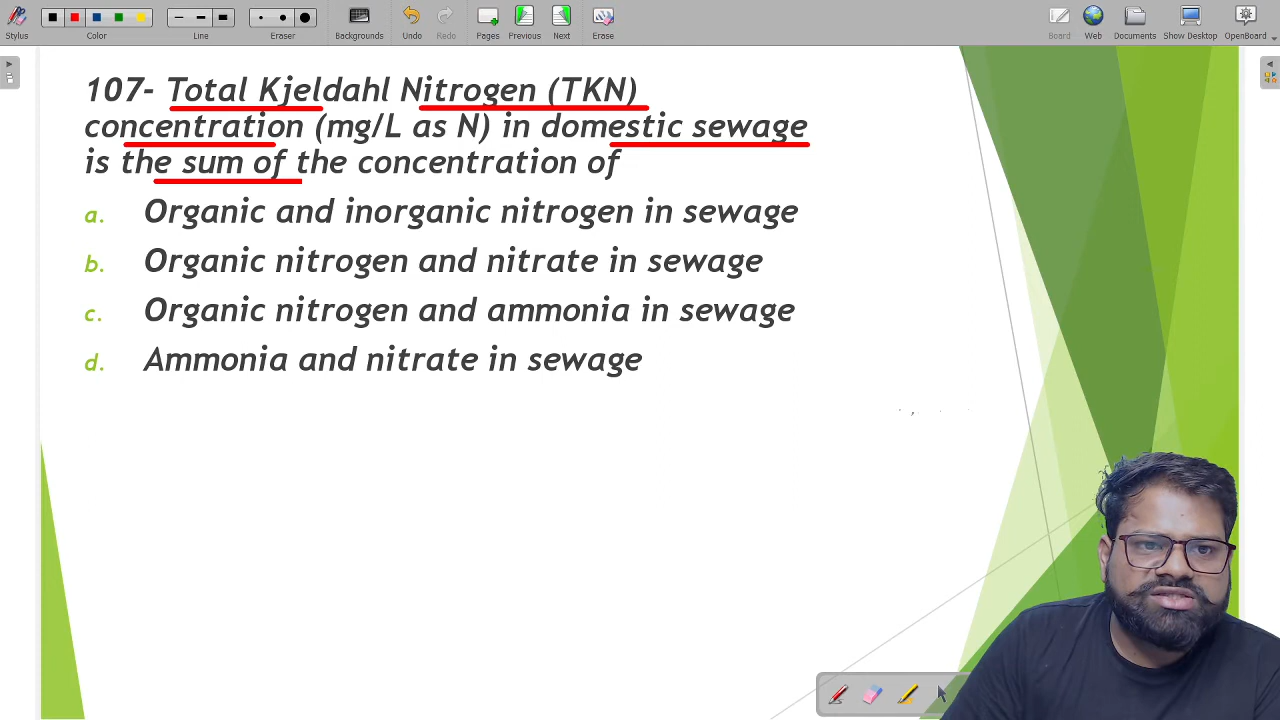 Stylus Color Line Eraser Backgrounds Undo Redo Pages Previous Next Erase Board Web Documents Show Desktop OpenBoard
107- Total Kjeldahl Nitrogen (TKN)
concentration (mg/L as N) in domestic sewage
is the sum of the concentration of
a. Organic and inorganic nitrogen in sewage
b. Organic nitrogen and nitrate in sewage
c. Organic nitrogen and ammonia in sewage
d. Ammonia and nitrate in sewage